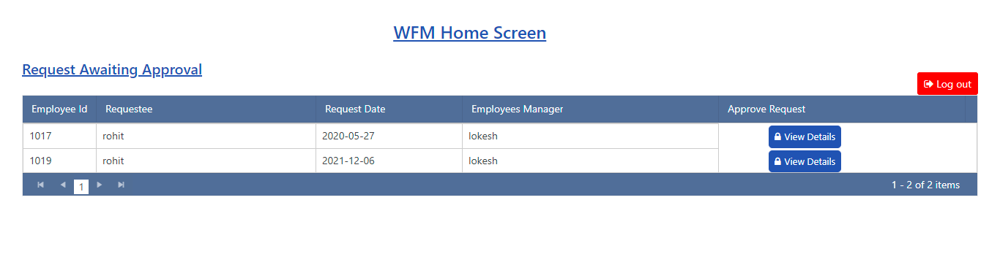 WFM Home Screen
Request Awaiting Approval
Log out
Employee Id Requestee Request Date Employees Manager Approve Request
1017 rohit 2020-05-27 lokesh View Details
1019 rohit 2021-12-06 lokesh View Details
1 1 - 2 of 2 items